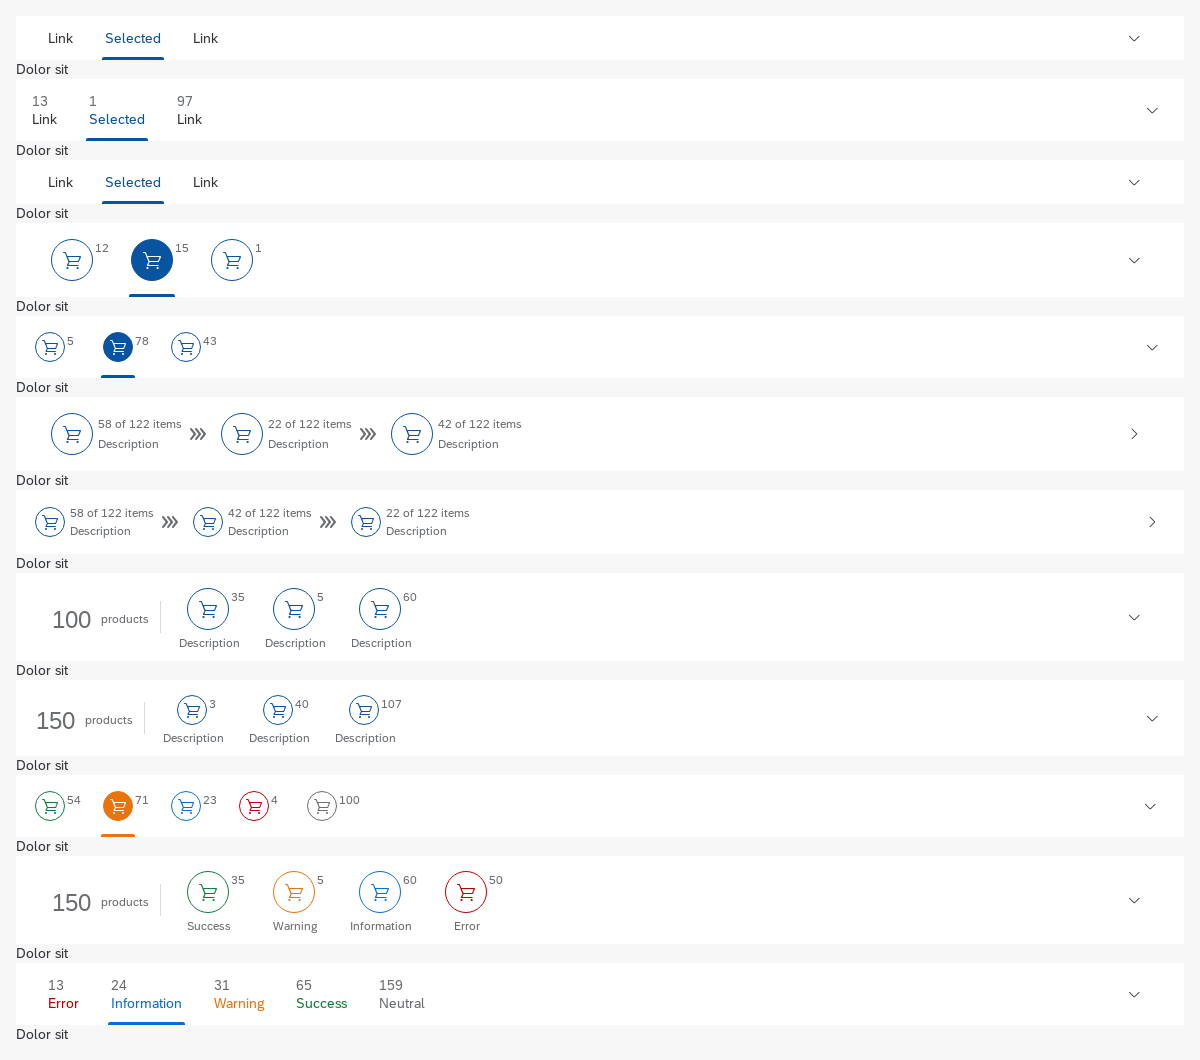 Link Selected Link
Dolor sit
13 1 97
Link Selected Link
Dolor sit
Link Selected Link
Dolor sit
12 15 1
Dolor sit
5 78 43
Dolor sit
58 of 122 items 22 of 122 items 42 of 122 items
Description Description Description
Dolor sit
58 of 122 items 42 of 122 items 22 of 122 items
Description Description Description
Dolor sit
35 5 60
100 products
Description Description Description
Dolor sit
3 40 107
150 products
Description Description Description
Dolor sit
54 71 23 4 100
Dolor sit
35 5 60 50
150 products
Success Warning Information Error
Dolor sit
13 24 31 65 159
Error Information Warning Success Neutral
Dolor sit